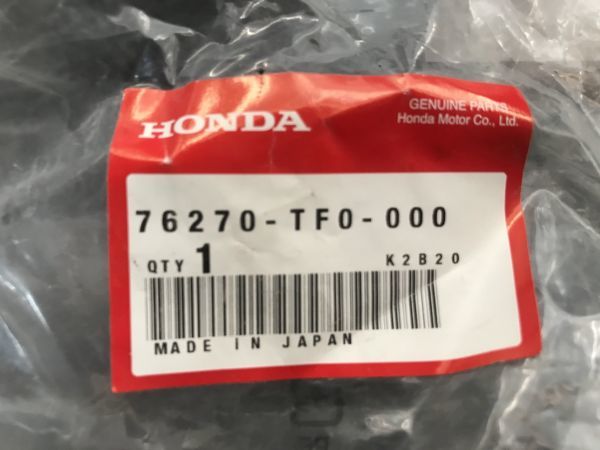 HONDA
GENUINE PARTS
Honda Motor Co., Ltd.
76270-TF0-000
QTY 1 K2B20
MADE IN JAPAN